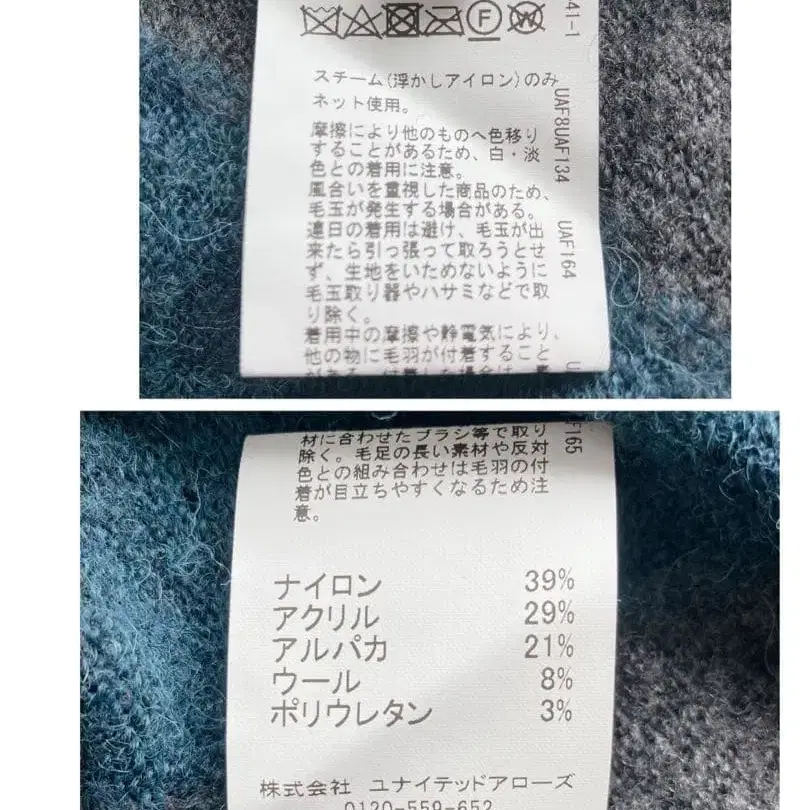 F W
41-1
スチーム(浮かしアイロン)のみ
ネット使用。
摩擦により他のものへ色移り
することがあるため、白・淡
色との着用に注意。
風合いを重視した商品のため、
毛玉が発生する場合がある。
連日の着用は避け、毛玉が出
来たら引っ張って取ろうとせ
ず、生地をいためないように
毛玉取り器やハサミなどで取
り除く。
着用中の摩擦や静電気により、
他の物に毛羽が付着すること
UAF8UAF134
UAF164
材に合わせたブラシ等で取り
除く。毛足の長い素材や反対
色との組み合わせは毛羽の付
着が目立ちやすくなるため注
意。
F165
ナイロン 39%
アクリル 29%
アルパカ 21%
ウール 8%
ポリウレタン 3%
株式会社 ユナイテッドアローズ
0120-559-652